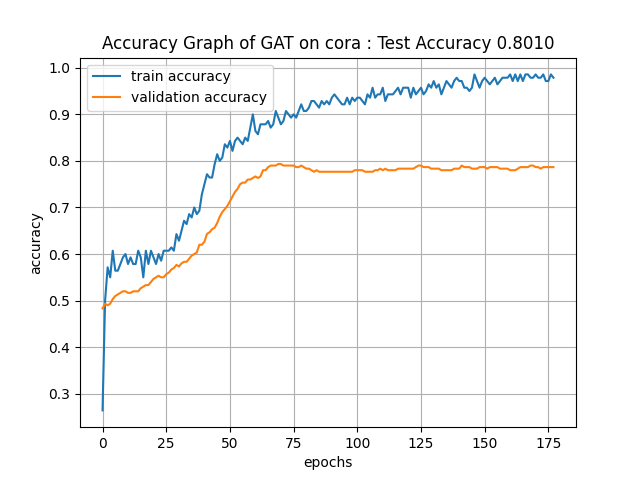 Accuracy Graph of GAT on cora : Test Accuracy 0.8010
train accuracy
validation accuracy
accuracy
1.0
0.9
0.8
0.7
0.6
0.5
0.4
0.3
0 25 50 75 100 125 150 175
epochs